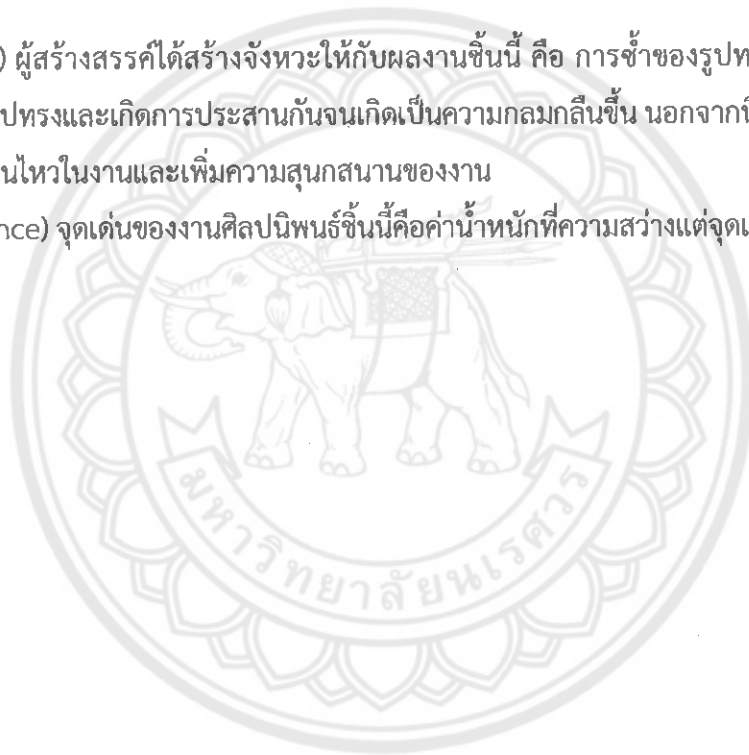 ) ผู้สร้างสรรค์ได้สร้างจังหวะให้กับผลงานชิ้นนี้ คือ การซ้ำของรูปท
ปทรงและเกิดการประสานกันจนเกิดเป็นความกลมกลืนขึ้น นอกจากนี
นไหวในงานและเพิ่มความสนุกสนานของงาน
nce) จุดเด่นของงานศิลปนิพนธ์ชิ้นนี้คือค่าน้ำหนักที่ความสว่างแต่จุดเ
มหาวิทยาลัยนเรศวร